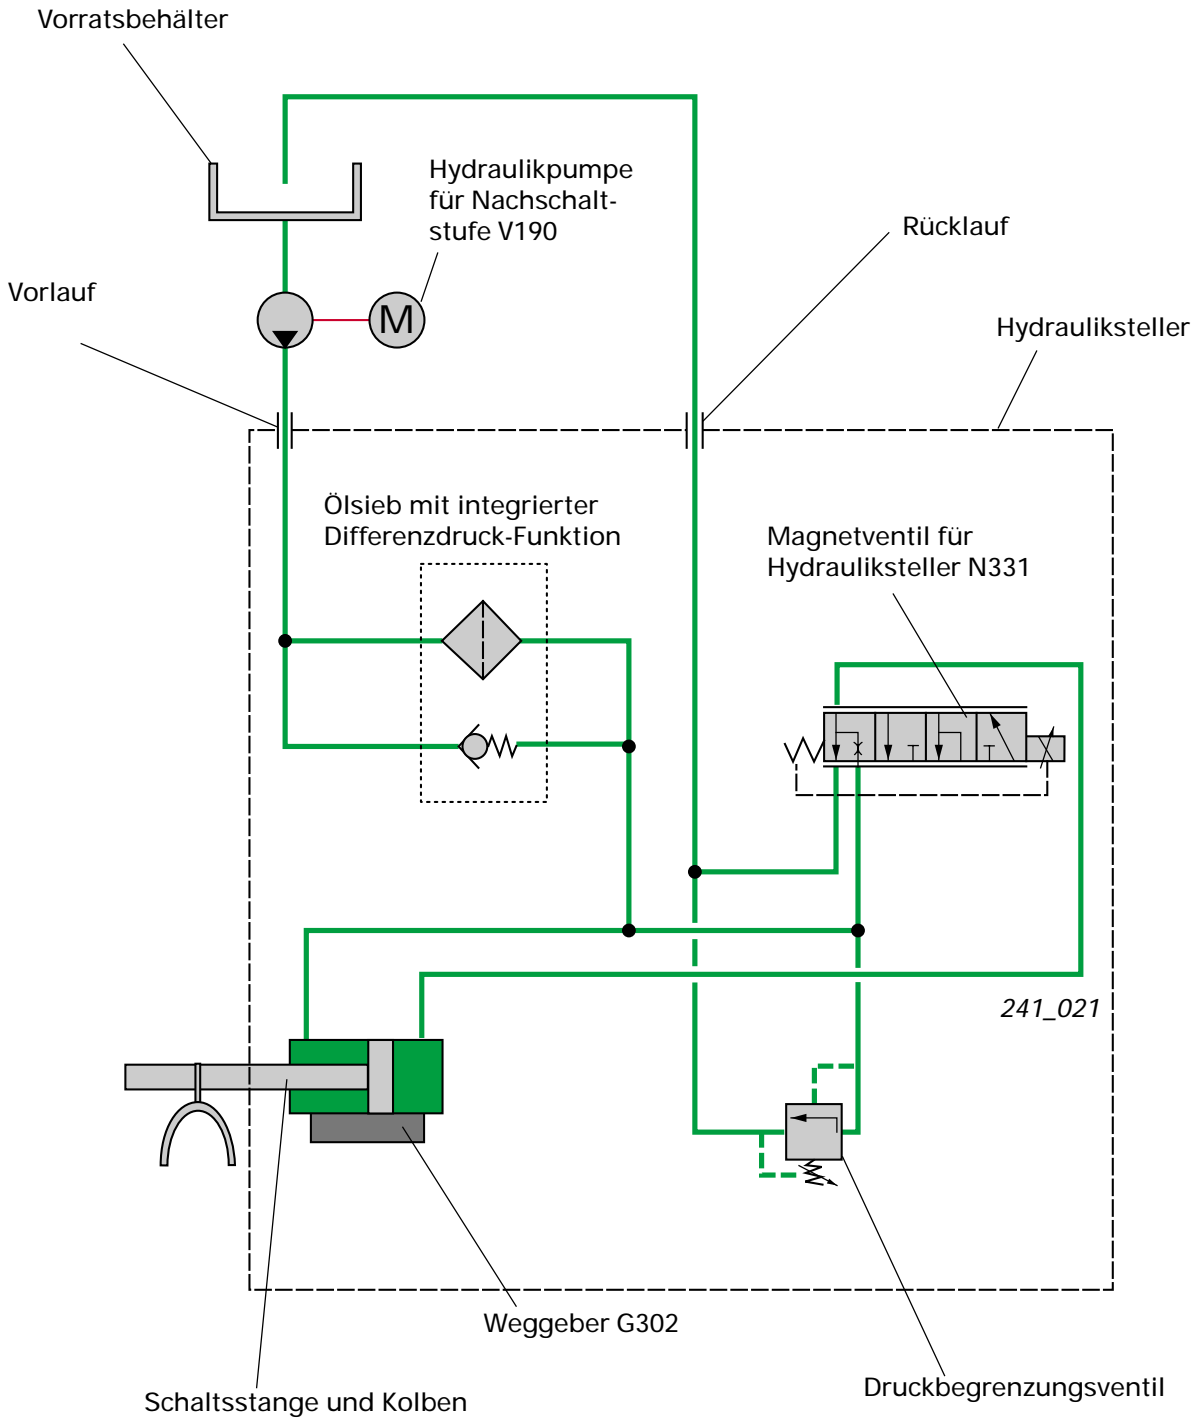 Vorratsbehälter
Hydraulikpumpe
für Nachschalt-
stufe V190
Rücklauf
Vorlauf
M
Hydrauliksteller
Ölsieb mit integrierter
Differenzdruck-Funktion
Magnetventil für
Hydrauliksteller N331
241_021
Weggeber G302
Druckbegrenzungsventil
Schaltsstange und Kolben